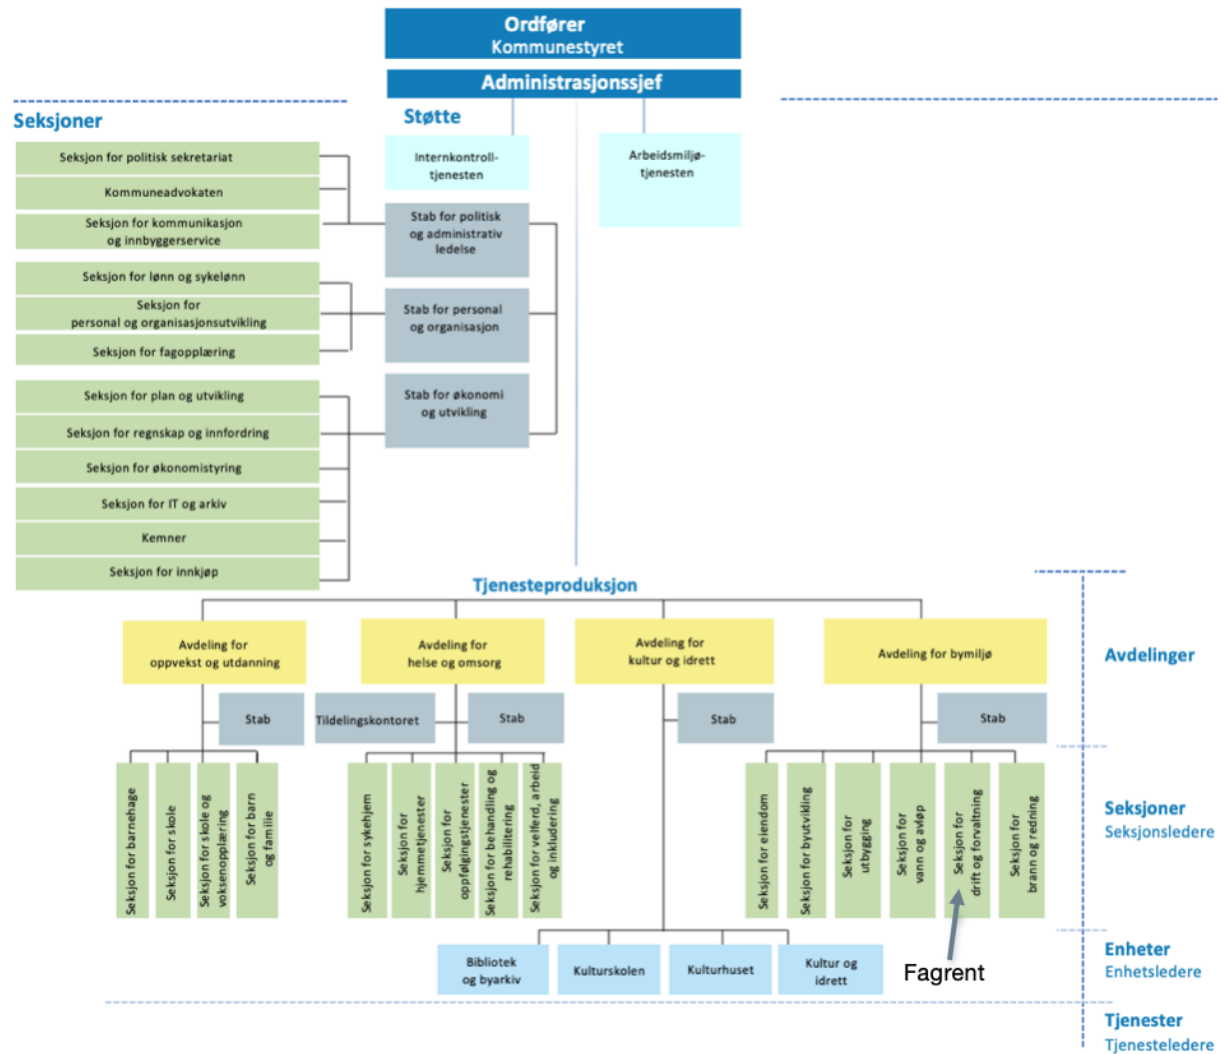 Ordfører
Kommunestyret
Administrasjonssjef
Seksjoner
Støtte
Seksjon for politisk sekretariat
Kommuneadvokaten
Seksjon for kommunikasjon
og innbyggerservice
Seksjon for lønn og sykelønn
Seksjon for
personal og organisasjonsutvikling
Seksjon for fagopplæring
Seksjon for plan og utvikling
Seksjon for regnskap og innfordring
Seksjon for økonomistyring
Seksjon for IT og arkiv
Kemner
Seksjon for innkjøp
Internkontroll-
tjenesten
Arbeidsmiljø-
tjenesten
Stab for politisk
og administrativ
ledelse
Stab for personal
og organisasjon
Stab for økonomi
og utvikling
Tjenesteproduksjon
Avdeling for
oppvekst og utdanning
Avdeling for
helse og omsorg
Avdeling for
kultur og idrett
Avdeling for bymiljø
Avdelinger
Stab
Tildelingskontoret
Stab
Stab
Stab
Seksjon for barnehage
Seksjon for skole
Seksjon for skole og
voksenopplæring
Seksjon for barn
og familie
Seksjon for sykehjem
Seksjon for
hjemmetjenester
Seksjon for
oppfølgingstjenester
Seksjon for behandling og
rehabilitering
Seksjon for velferd, arbeid
og inkludering
Seksjon for eiendom
Seksjon for byutvikling
Seksjon for
utbygging
Seksjon for
vann og avløp
Seksjon for
drift og forvaltning
Seksjon for
brann og redning
Seksjoner
Seksjonsledere
Bibliotek
og byarkiv
Kulturskolen
Kulturhuset
Kultur og
idrett
Fagrent
Enheter
Enhetsledere
Tjenester
Tjenesteledere